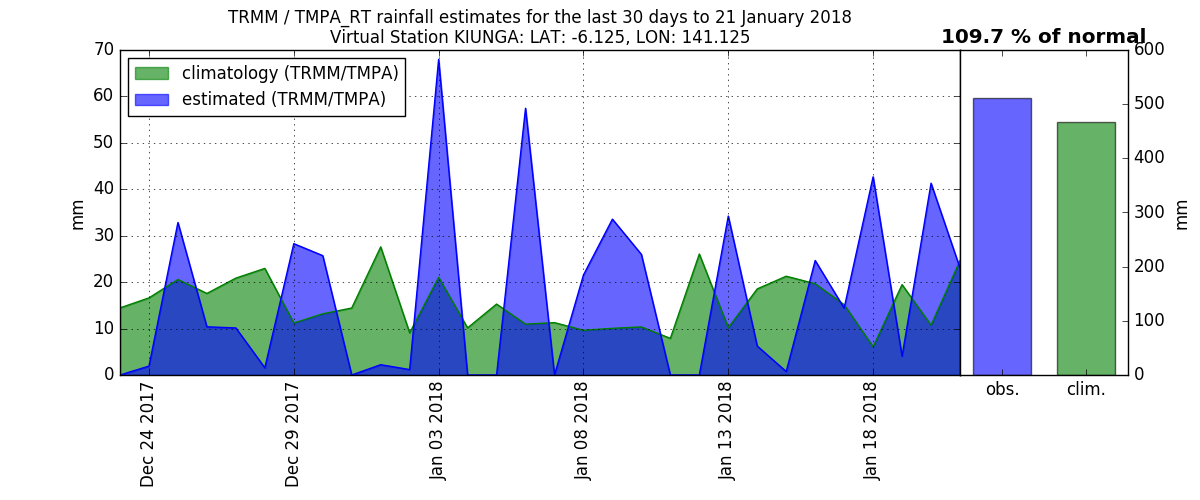 TRMM / TMPA_RT rainfall estimates for the last 30 days to 21 January 2018
Virtual Station KIUNGA: LAT: -6.125, LON: 141.125
109.7 % of normal
climatology (TRMM/TMPA)
estimated (TRMM/TMPA)
mm
70
60
50
40
30
20
10
0
Dec 24 2017
Dec 29 2017
Jan 03 2018
Jan 08 2018
Jan 13 2018
Jan 18 2018
obs.
clim.
600
500
400
300
200
100
0
mm